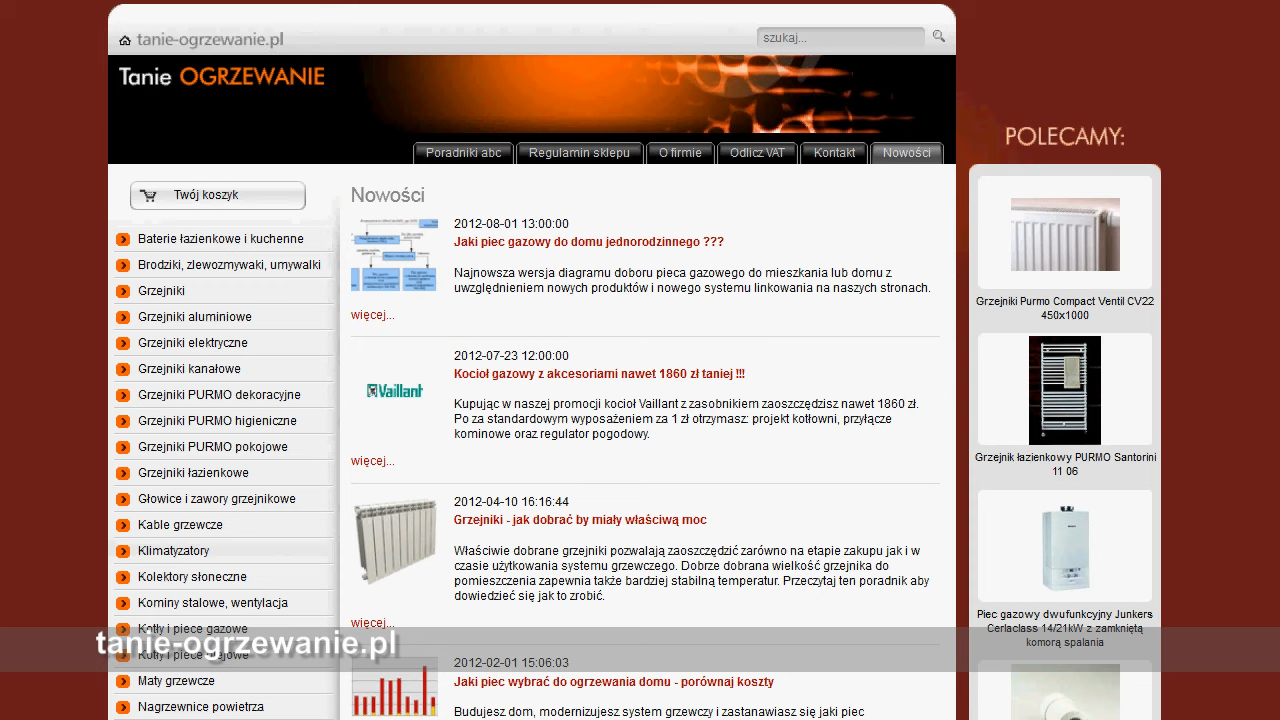 tanie-ogrzewanie.pl
szukaj...
Tanie OGRZEWANIE
Poradniki abc
Regulamin sklepu
O firmie
Odlicz VAT
Kontakt
Nowości
POLECAMY:
Twój koszyk
Baterie łazienkowe i kuchenne
Brodziki, zlewozmywaki, umywalki
Grzejniki
Grzejniki aluminiowe
Grzejniki elektryczne
Grzejniki kanałowe
Grzejniki PURMO dekoracyjne
Grzejniki PURMO higieniczne
Grzejniki PURMO pokojowe
Grzejniki łazienkowe
Głowice i zawory grzejnikowe
Kable grzewcze
Klimatyzatory
Kolektory słoneczne
Kominy stalowe, wentylacja
Kotły i piece gazowe
Kotły i piece olejowe
Maty grzewcze
Nagrzewnice powietrza
Nowości
2012-08-01 13:00:00
Jaki piec gazowy do domu jednorodzinnego ???
Najnowsza wersja diagramu doboru pieca gazowego do mieszkania lub domu z
uwzględnieniem nowych produktów i nowego systemu linkowania na naszych stronach.
więcej...
2012-07-23 12:00:00
Kocioł gazowy z akcesoriami nawet 1860 zł taniej !!!
Vaillant
Kupując w naszej promocji kocioł Vaillant z zasobnikiem zaoszczędzisz nawet 1860 zł.
Po za standardowym wyposażeniem za 1 zł otrzymasz: projekt kotłowni, przyłącze
kominowe oraz regulator pogodowy.
więcej...
2012-04-10 16:16:44
Grzejniki - jak dobrać by miały właściwą moc
Właściwie dobrane grzejniki pozwalają zaoszczędzić zarówno na etapie zakupu jak i w
czasie użytkowania systemu grzewczego. Dobrze dobrana wielkość grzejnika do
pomieszczenia zapewnia także barcziej stabilną temperatur. Przeczytaj ten poradnik aby
dowiedzieć się jak to zrobić.
więcej...
2012-02-01 15:06:03
Jaki piec wybrać do ogrzewania domu - porównaj koszty
Budujesz dom, modernizujesz system grzewczy i zastanawiasz się jaki piec
Grzejniki Purmo Compact Ventil CV22
450x1000
Grzejnik łazienkowy PURMO Santorini
11 06
Piec gazowy dwufunkcyjny Junkers
Cerlaclass 14/21kW z zamkniętą
komorą spalania
tanie-ogrzewanie.pl